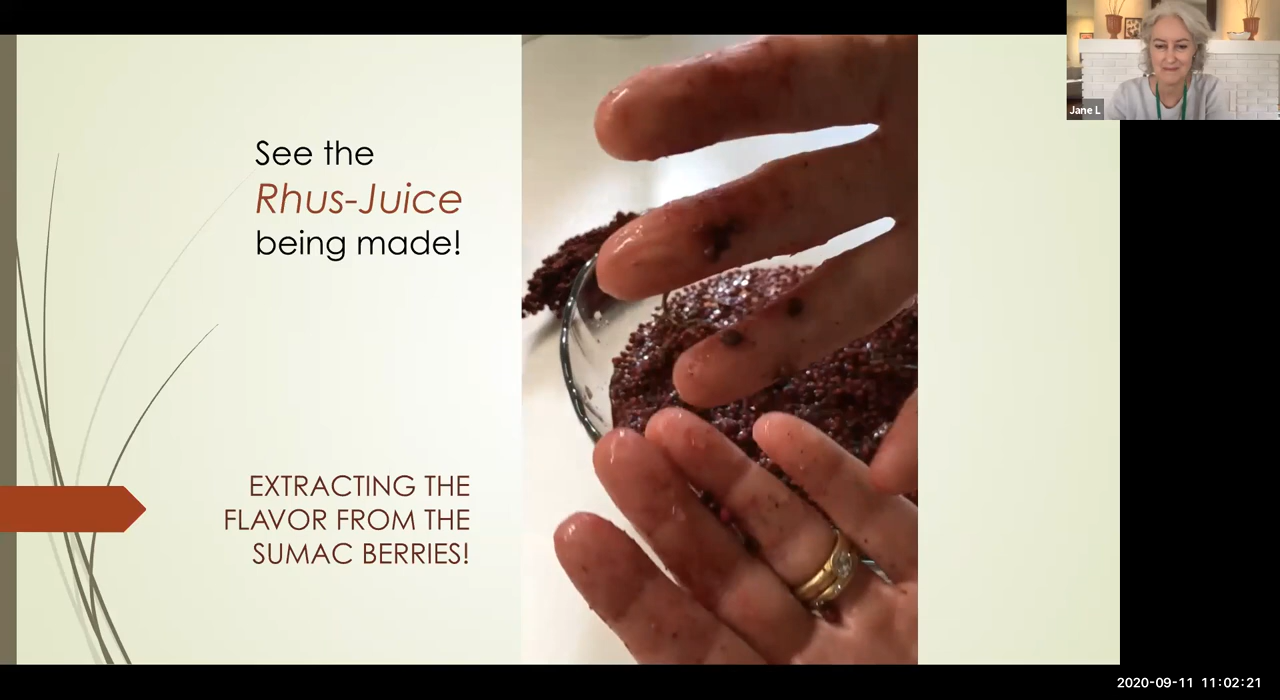 See the
Rhus-Juice
being made!
EXTRACTING THE
FLAVOR FROM THE
SUMAC BERRIES!
Jane L
2020-09-11 11:02:21